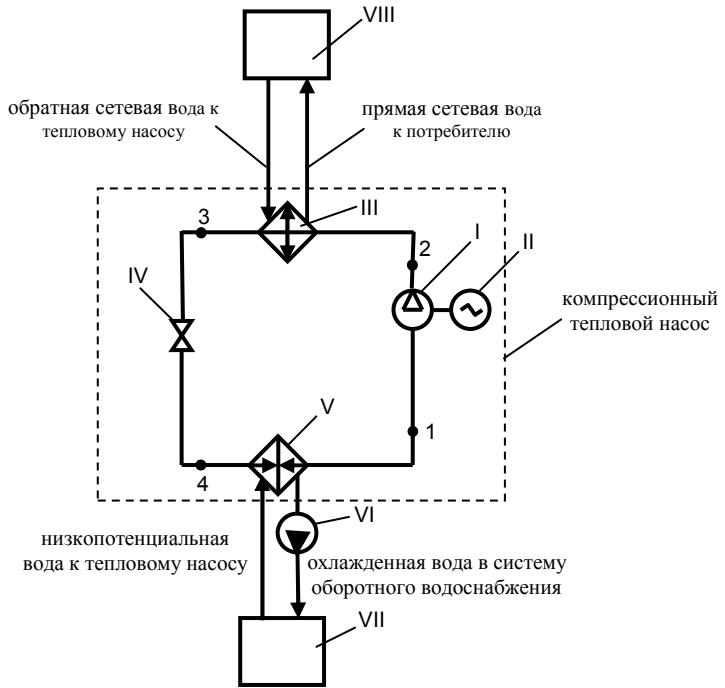 VIII
обратная сетевая вода к
тепловому насосу
прямая сетевая вода
к потребителю
3
III
I
II
2
IV
компрессионный
тепловой насос
V
1
4
VI
низкопотенциальная
вода к тепловому насосу
охлажденная вода в систему
оборотного водоснабжения
VII